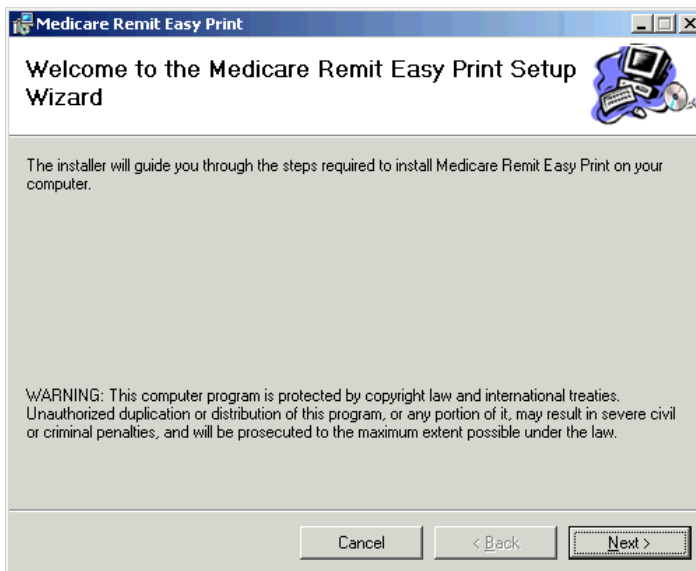 Medicare Remit Easy Print
Welcome to the Medicare Remit Easy Print Setup
Wizard
The installer will guide you through the steps required to install Medicare Remit Easy Print on your
computer.
WARNING: This computer program is protected by copyright law and international treaties.
Unauthorized duplication or distribution of this program, or any portion of it, may result in severe civil
or criminal penalties, and will be prosecuted to the maximum extent possible under the law.
Cancel
< Back
Next >